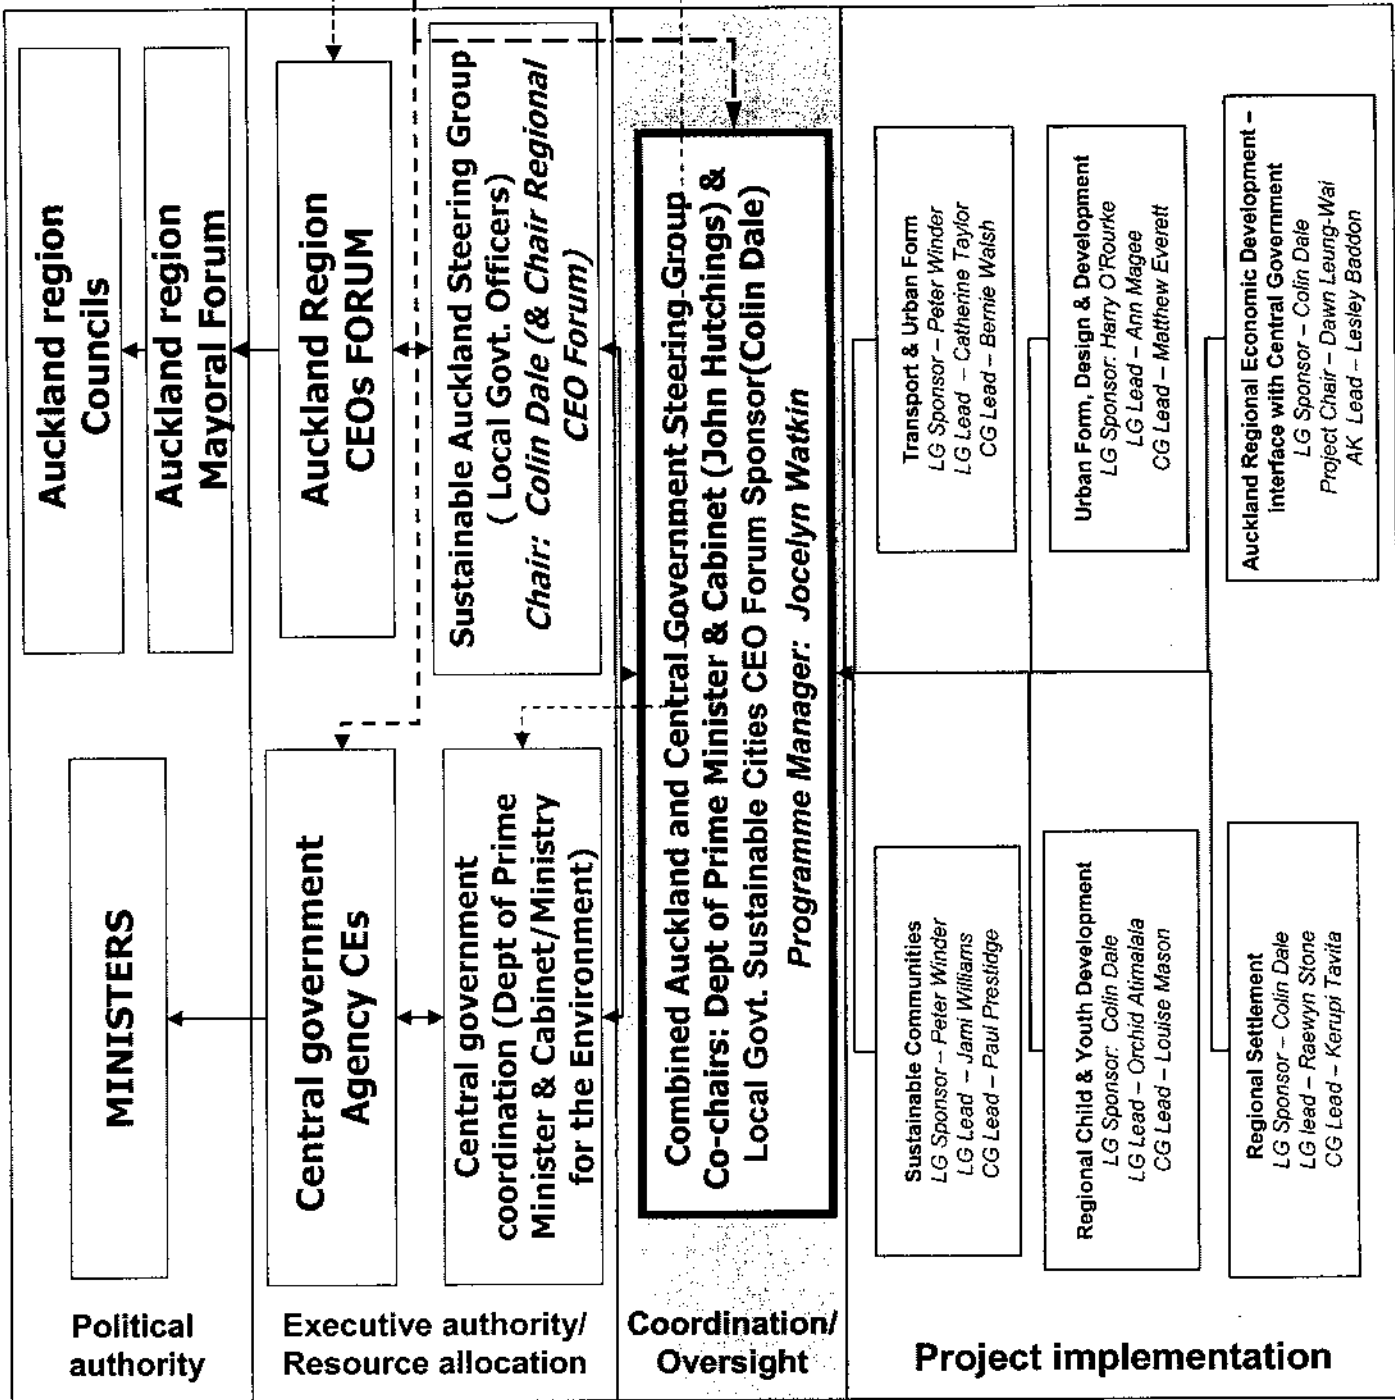 Political
authority
MINISTERS
Auckland region
Councils
Auckland region
Mayoral Forum
Executive authority/
Resource allocation
Central government
Agency CEs
Auckland Region
CEOs FORUM
Central government
coordination (Dept of Prime
Minister & Cabinet/Ministry
for the Environment)
Sustainable Auckland Steering Group
( Local Govt. Officers)
Chair: Colin Dale (& Chair Regional
CEO Forum)
Coordination/
Oversight
Combined Auckland and Central Government Steering Group
Co-chairs: Dept of Prime Minister & Cabinet (John Hutchings) &
Local Govt. Sustainable Cities CEO Forum Sponsor(Colin Dale)
Programme Manager: Jocelyn Watkin
Project implementation
Sustainable Communities
LG Sponsor – Peter Winder
LG Lead – Jami Williams
CG Lead – Paul Prestidge
Transport & Urban Form
LG Sponsor – Peter Winder
LG Lead – Catherine Taylor
CG Lead – Bernie Walsh
Regional Child & Youth Development
LG Sponsor: Colin Dale
LG Lead – Orchid Atimalala
CG Lead – Louise Mason
Urban Form, Design & Development
LG Sponsor: Harry O'Rourke
LG Lead – Ann Magee
CG Lead – Matthew Everett
Regional Settlement
LG Sponsor – Colin Dale
LG lead – Raewyn Stone
CG Lead – Kerupi Tavita
Auckland Regional Economic Development –
interface with Central Government
LG Sponsor – Colin Dale
Project Chair – Dawn Leung-Wai
AK Lead – Lesley Baddon